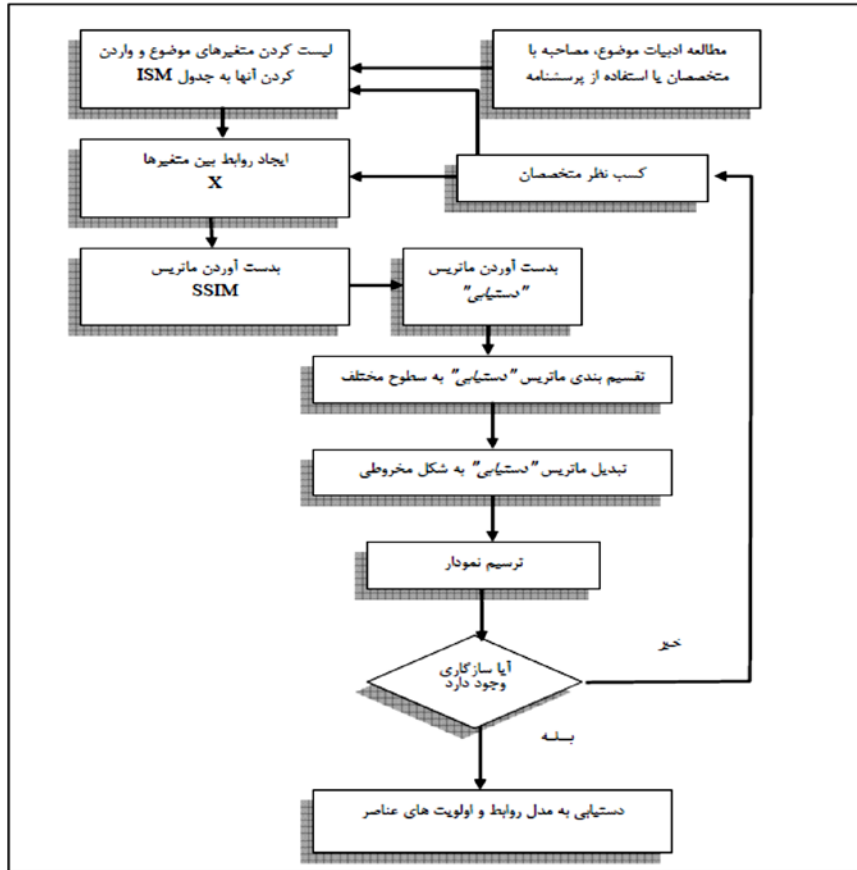 مطالعه ادبیات موضوع، مصاحبه با
متخصصان یا استفاده از پرسشنامه
لیست کردن متغیرهای موضوع و واردن
کردن آنها به جدول ISM
کسب نظر متخصصان
ایجاد روابط بین متغیرها
X
بدست آوردن ماتریس
SSIM
بدست آوردن ماتریس
"دستیابی"
تقسیم بندی ماتریس "دستیابی" به سطوح مختلف
تبدیل ماتریس "دستیابی" به شکل مخروطی
ترسیم نمودار
آیا سازگاری
وجود دارد
خیر
بـلـه
دستیابی به مدل روابط و اولویت های عناصر